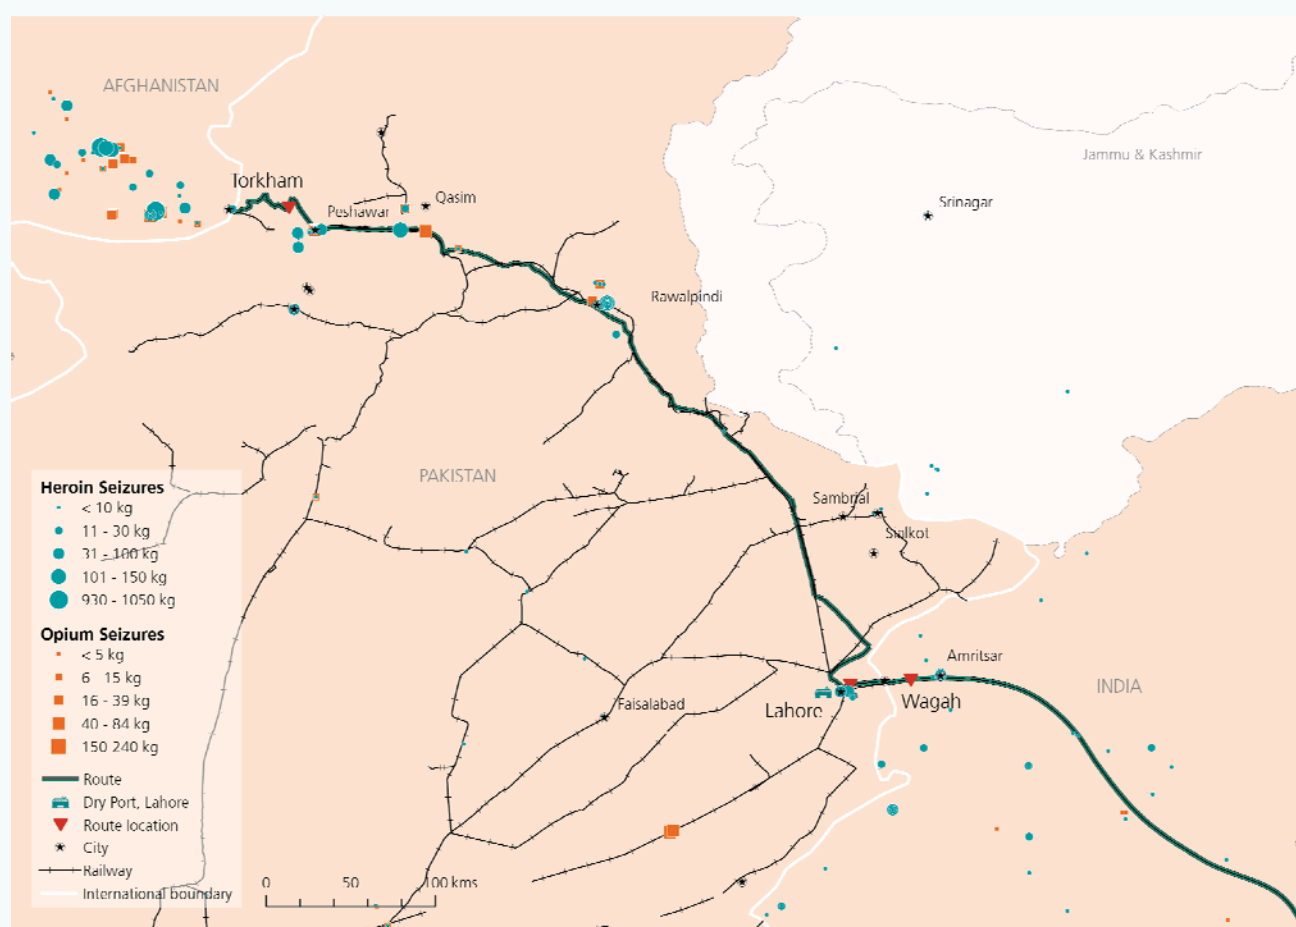 AFGHANISTAN
Jammu & Kashmir
Torkham
Qasim
Peshawar
Srinagar
Rawalpindi
PAKISTAN
Sambrial
Sialkot
Amritsar
INDIA
Wagah
Faisalabad
Lahore
Heroin Seizures
< 10 kg
11 - 30 kg
31 - 100 kg
101 - 150 kg
930 - 1050 kg
Opium Seizures
< 5 kg
6 15 kg
16 - 39 kg
40 - 84 kg
150 240 kg
Route
Dry Port, Lahore
Route location
City
Railway
International boundary
0 50 100 kms